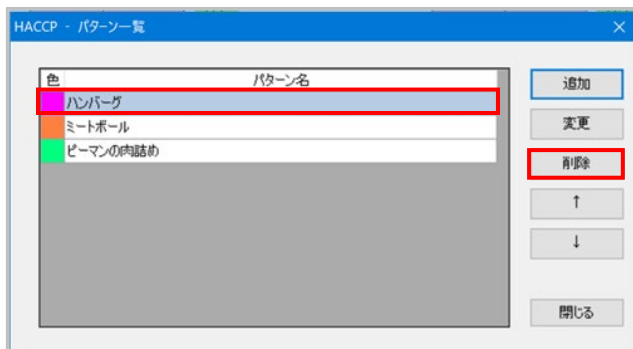 HACCP - パターン一覧
色 パターン名
ハンバーグ
ミートボール
ピーマンの肉詰め
追加
変更
削除
↑
↓
閉じる